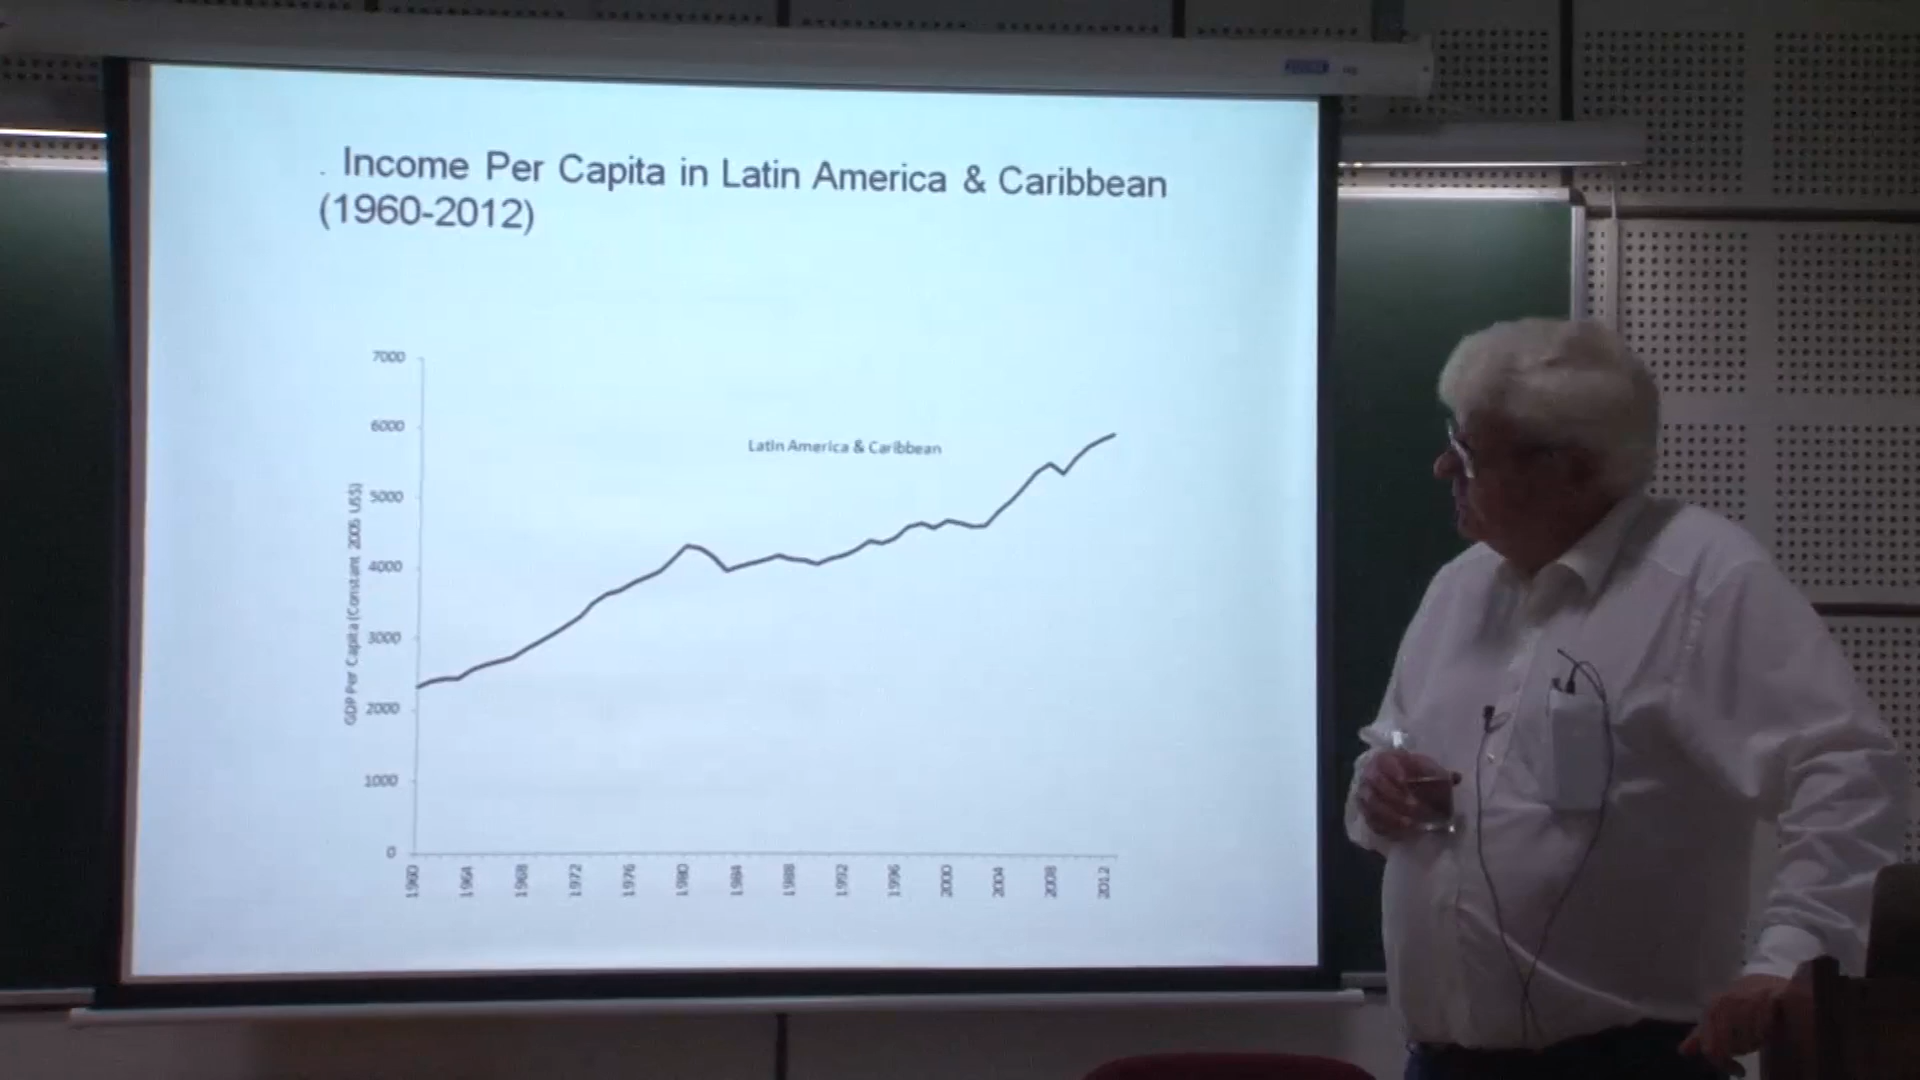 . Income Per Capita in Latin America & Caribbean
(1960-2012)
7000
6000
Latin America & Caribbean
5000
4000
3000
2000
1000
0
GDP Per Capita (Constant 2005 US$)
1960 1964 1968 1972 1976 1980 1984 1988 1992 1996 2000 2004 2008 2012